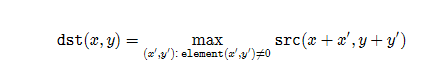 dst(x, y) = max (x′,y′): element(x′,y′)≠0 src(x + x′, y + y′)